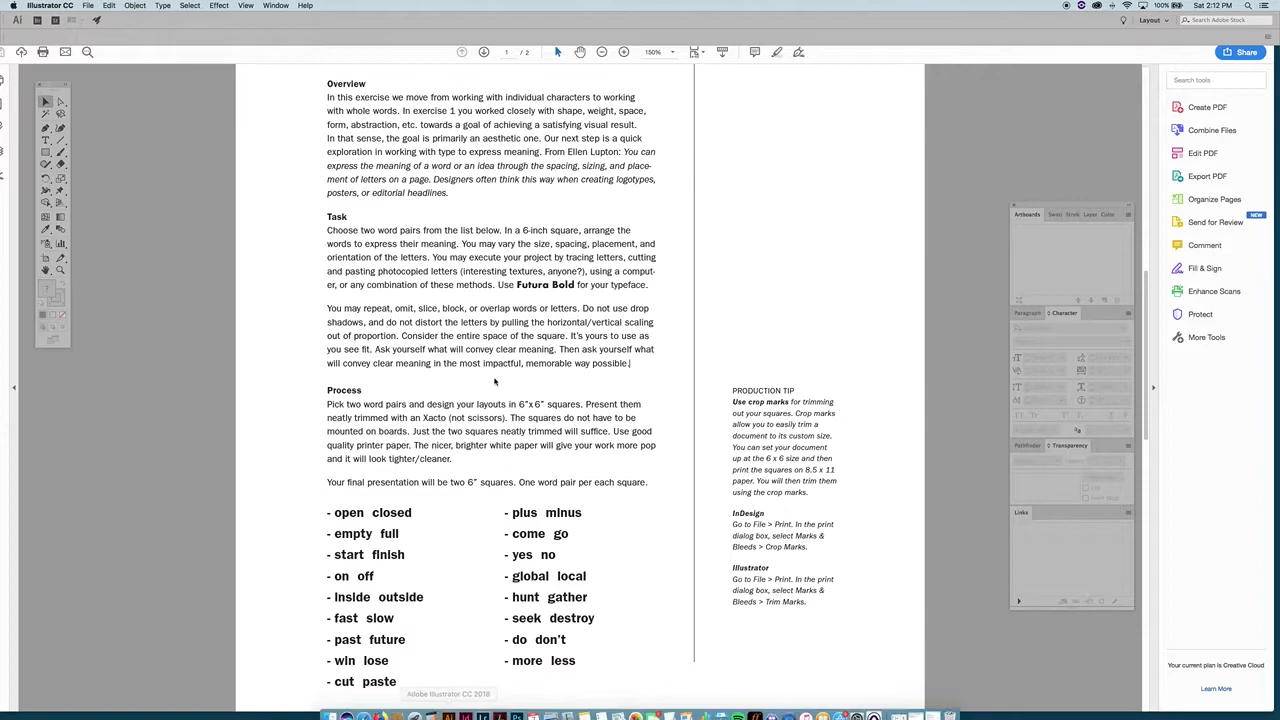 Illustrator CC File Edit Object Type Select Effect View Window Help
100% Sat 2:12 PM
Ai Br St Layout Search Adobe Stock
1 / 2 150% Share
Search tools
Create PDF
Combine Files
Edit PDF
Export PDF
Organize Pages
Send for Review NEW
Comment
Fill & Sign
Enhance Scans
Protect
More Tools
Your current plan is Creative Cloud
Learn More
Overview
In this exercise we move from working with individual characters to working
with whole words. In exercise 1 you worked closely with shape, weight, space,
form, abstraction, etc. towards a goal of achieving a satisfying visual result.
In that sense, the goal is primarily an aesthetic one. Our next step is a quick
exploration in working with type to express meaning. From Ellen Lupton: You can
express the meaning of a word or an idea through the spacing, sizing, and place-
ment of letters on a page. Designers often think this way when creating logotypes,
posters, or editorial headlines.
Task
Choose two word pairs from the list below. In a 6-inch square, arrange the
words to express their meaning. You may vary the size, spacing, placement, and
orientation of the letters. You may execute your project by tracing letters, cutting
and pasting photocopied letters (interesting textures, anyone?), using a comput-
er, or any combination of these methods. Use Futura Bold for your typeface.
You may repeat, omit, slice, block, or overlap words or letters. Do not use drop
shadows, and do not distort the letters by pulling the horizontal/vertical scaling
out of proportion. Consider the entire space of the square. It's yours to use as
you see fit. Ask yourself what will convey clear meaning. Then ask yourself what
will convey clear meaning in the most impactful, memorable way possible.
Process
Pick two word pairs and design your layouts in 6"x 6" squares. Present them
neatly trimmed with an Xacto (not scissors). The squares do not have to be
mounted on boards. Just the two squares neatly trimmed will suffice. Use good
quality printer paper. The nicer, brighter white paper will give your work more pop
and it will look tighter/cleaner.
Your final presentation will be two 6" squares. One word pair per each square.
- open closed
- empty full
- start finish
- on off
- inside outside
- fast slow
- past future
- win lose
- cut paste
- plus minus
- come go
- yes no
- global local
- hunt gather
- seek destroy
- do don't
- more less
PRODUCTION TIP
Use crop marks for trimming
out your squares. Crop marks
allow you to easily trim a
document to its custom size.
You can set your document
up at the 6 x 6 size and then
print the squares on 8.5 x 11
paper. You will then trim them
using the crop marks.
InDesign
Go to File > Print. In the print
dialog box, select Marks &
Bleeds > Crop Marks.
Illustrator
Go to File > Print. In the print
dialog box, select Marks &
Bleeds > Trim Marks.
Artboards Layer Color
Paragraph Character
Pathfinder Transparency
Links
Adobe Illustrator CC 2018